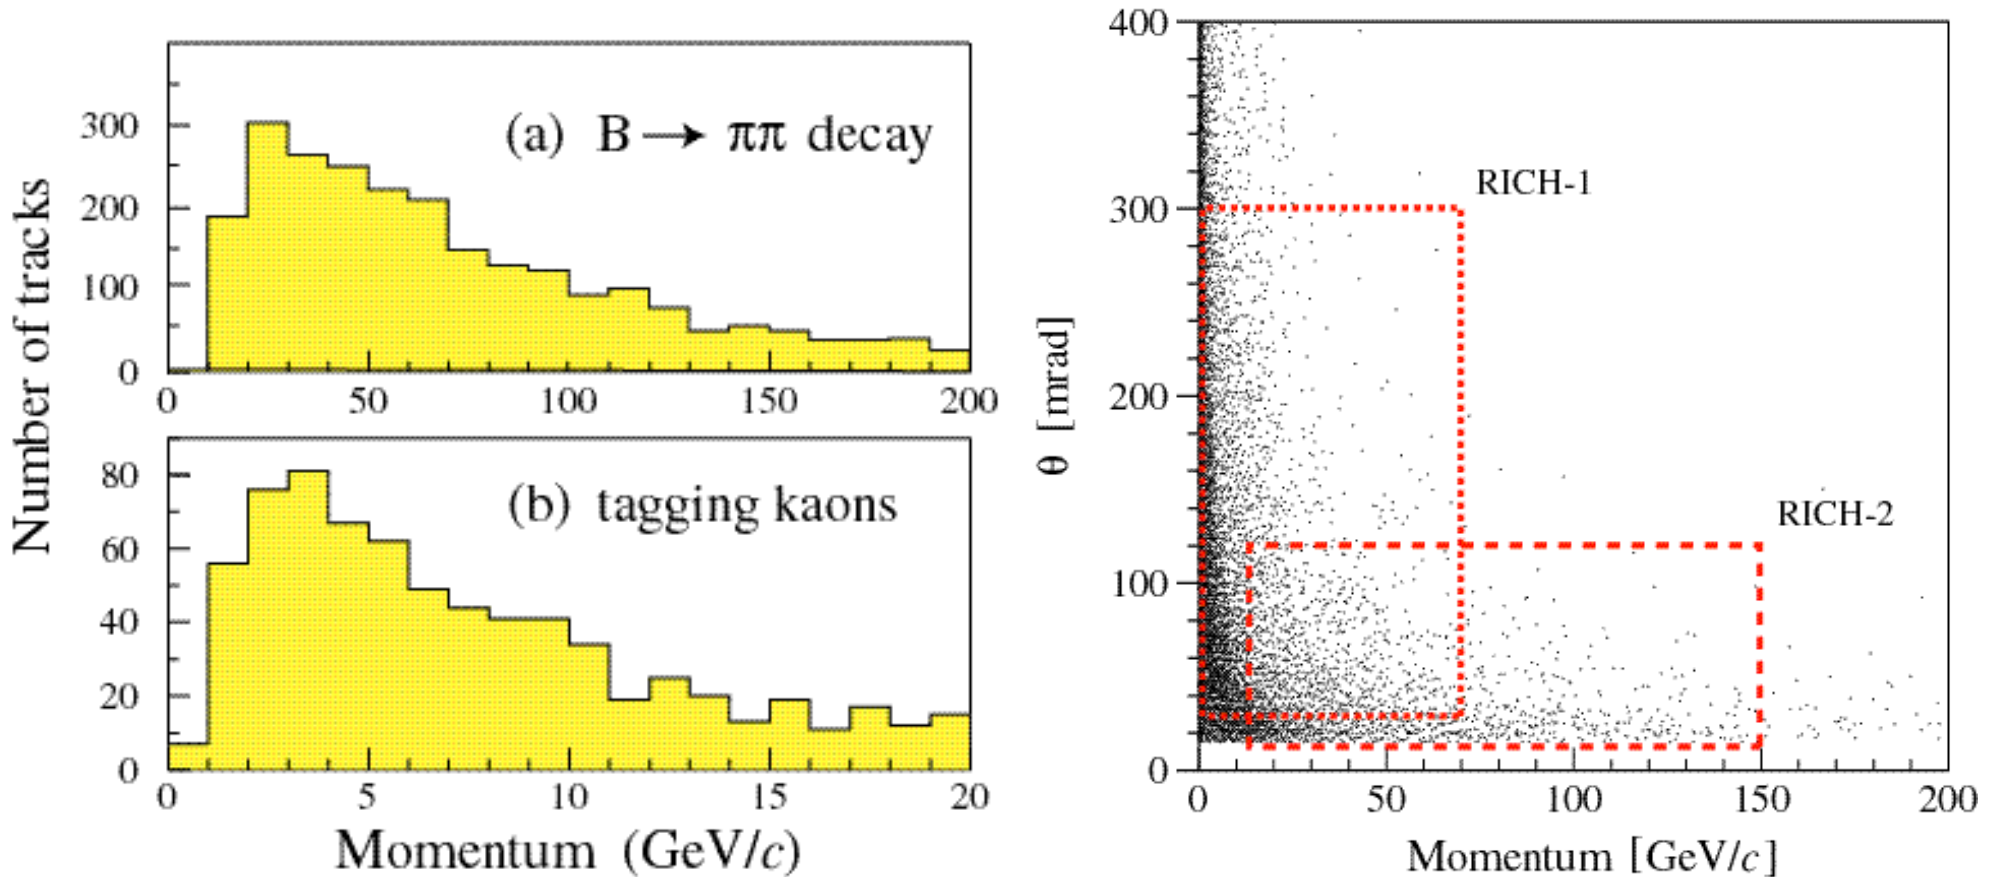 Number of tracks
300
200
100
0
(a) B → ππ decay
0 50 100 150 200
80
60
40
20
0
(b) tagging kaons
0 5 10 15 20
Momentum (GeV/c)
θ [mrad]
400
300
200
100
0
RICH-1
RICH-2
0 50 100 150 200
Momentum [GeV/c]